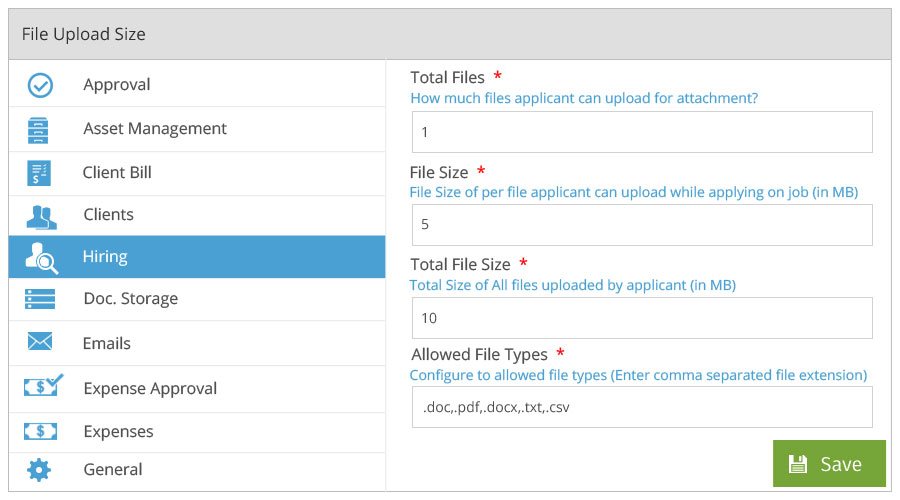 File Upload Size
Approval
Asset Management
Client Bill
Clients
Hiring
Doc. Storage
Emails
Expense Approval
Expenses
General
Total Files *
How much files applicant can upload for attachment?
1
File Size *
File Size of per file applicant can upload while applying on job (in MB)
5
Total File Size *
Total Size of All files uploaded by applicant (in MB)
10
Allowed File Types *
Configure to allowed file types (Enter comma separated file extension)
.doc,.pdf,.docx,.txt,.csv
Save